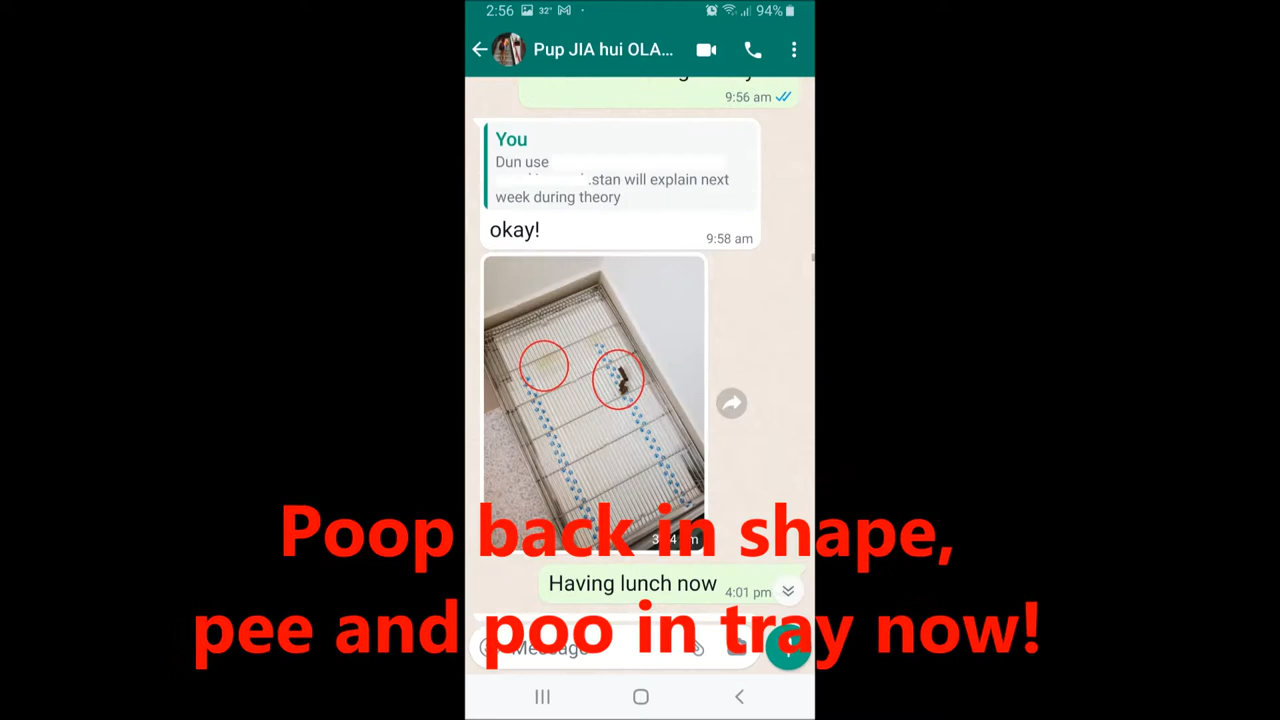 2:56 32° 94%
Pup JIA hui OLA...
9:56 am
You
Dun use
.stan will explain next
week during theory
okay!
9:58 am
Having lunch now 4:01 pm
Message
Poop back in shape,
pee and poo in tray now!